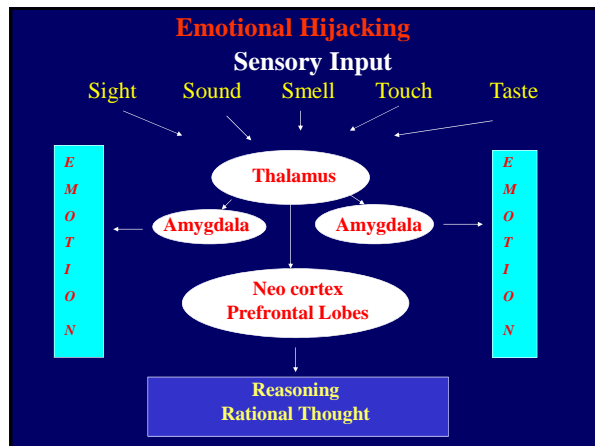 Emotional Hijacking
Sensory Input
Sight Sound Smell Touch Taste
E
M
O
T
I
O
N
Thalamus
Amygdala Amygdala
E
M
O
T
I
O
N
Neo cortex
Prefrontal Lobes
Reasoning
Rational Thought